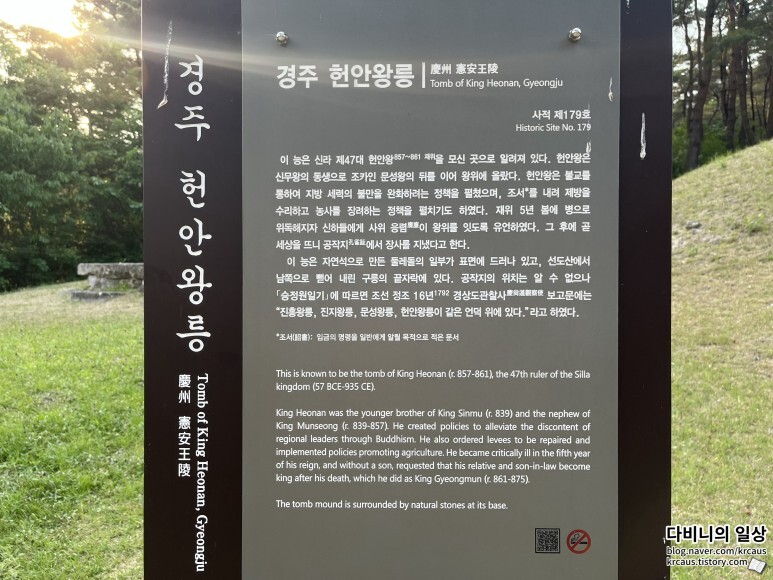 경주 헌안왕릉
Tomb of King Heonan, Gyeongju
慶州 憲安王陵
경주 헌안왕릉
慶州 憲安王陵
Tomb of King Heonan, Gyeongju
사적 제179호
Historic Site No. 179
이 능은 신라 제47대 헌안왕857~861 재위을 모신 곳으로 알려져 있다. 헌안왕은
신무왕의 동생으로 조카인 문성왕의 뒤를 이어 왕위에 올랐다. 헌안왕은 불교를
통하여 지방 세력의 불만을 완화하려는 정책을 펼쳤으며, 조서*를 내려 제방을
수리하고 농사를 장려하는 정책을 펼치기도 하였다. 재위 5년 봄에 병으로
위독해지자 신하들에게 사위 응렴膺廉이 왕위를 잇도록 유언하였다. 그 후에 곧
세상을 뜨니 공작지孔雀趾에서 장사를 지냈다고 한다.
이 능은 자연석으로 만든 둘레돌의 일부가 표면에 드러나 있고, 선도산에서
남쪽으로 뻗어 내린 구릉의 끝자락에 있다. 공작지의 위치는 알 수 없으나
「승정원일기」에 따르면 조선 정조 16년1792 경상도관찰사慶尙道觀察使 보고문에는
“진흥왕릉, 진지왕릉, 문성왕릉, 헌안왕릉이 같은 언덕 위에 있다.”라고 하였다.
*조서(詔書): 임금의 명령을 일반에게 알릴 목적으로 적은 문서
This is known to be the tomb of King Heonan (r. 857-861), the 47th ruler of the Silla
kingdom (57 BCE-935 CE).
King Heonan was the younger brother of King Sinmu (r. 839) and the nephew of
King Munseong (r. 839-857). He created policies to alleviate the discontent of
regional leaders through Buddhism. He also ordered levees to be repaired and
implemented policies promoting agriculture. He became critically ill in the fifth year
of his reign, and without a son, requested that his relative and son-in-law become
king after his death, which he did as King Gyeongmun (r. 861-875).
The tomb mound is surrounded by natural stones at its base.
다비니의 일상
blog.naver.com/krcaus
krcaus.tistory.com